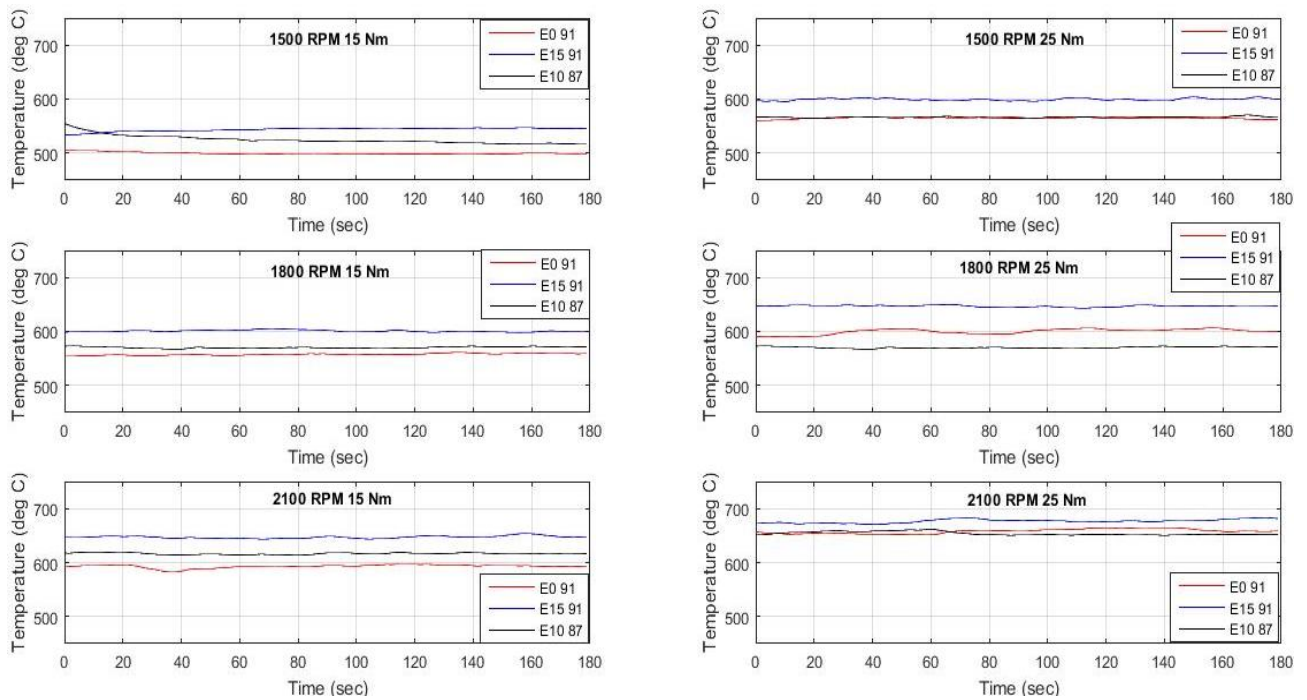 1500 RPM 15 Nm
E0 91
E15 91
E10 87
Temperature (deg C)
700
600
500
0 20 40 60 80 100 120 140 160 180
Time (sec)
1500 RPM 25 Nm
E0 91
E15 91
E10 87
Temperature (deg C)
700
600
500
0 20 40 60 80 100 120 140 160 180
Time (sec)
1800 RPM 15 Nm
E0 91
E15 91
E10 87
Temperature (deg C)
700
600
500
0 20 40 60 80 100 120 140 160 180
Time (sec)
1800 RPM 25 Nm
E0 91
E15 91
E10 87
Temperature (deg C)
700
600
500
0 20 40 60 80 100 120 140 160 180
Time (sec)
2100 RPM 15 Nm
E0 91
E15 91
E10 87
Temperature (deg C)
700
600
500
0 20 40 60 80 100 120 140 160 180
Time (sec)
2100 RPM 25 Nm
E0 91
E15 91
E10 87
Temperature (deg C)
700
600
500
0 20 40 60 80 100 120 140 160 180
Time (sec)